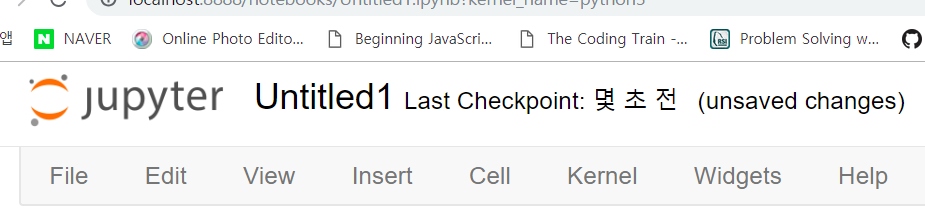 localhost:8888/notebooks/Untitled1.ipynb?kernel_name=python3
앱 NAVER Online Photo Edito... Beginning JavaScri... The Coding Train -... Problem Solving w...
jupyter Untitled1 Last Checkpoint: 몇 초 전 (unsaved changes)
File Edit View Insert Cell Kernel Widgets Help